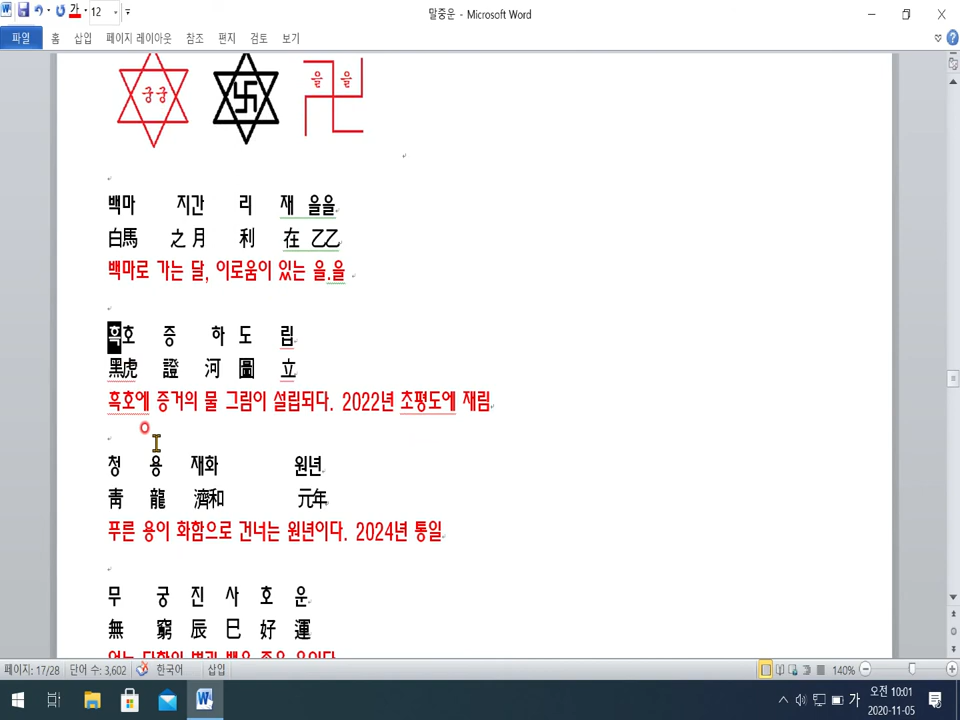 말중운 - Microsoft Word
12
파일 홈 삽입 페이지 레이아웃 참조 편지 검토 보기
궁궁 을 을
백마 지간 리 재 을을
白馬 之月 利 在 乙乙
백마로 가는 달, 이로움이 있는 을.을
흑호 증 하 도 립
黑虎 證 河 圖 立
흑호에 증거의 물 그림이 설립되다. 2022년 초평도에 재림
청 용 재화 원년
靑 龍 濟和 元年
푸른 용이 화합으로 건너는 원년이다. 2024년 통일
무 궁 진 사 호 운
無 窮 辰 巳 好 運
페이지: 17/28 단어 수: 3,602 한국어 삽입 140%
가 오전 10:01
2020-11-05